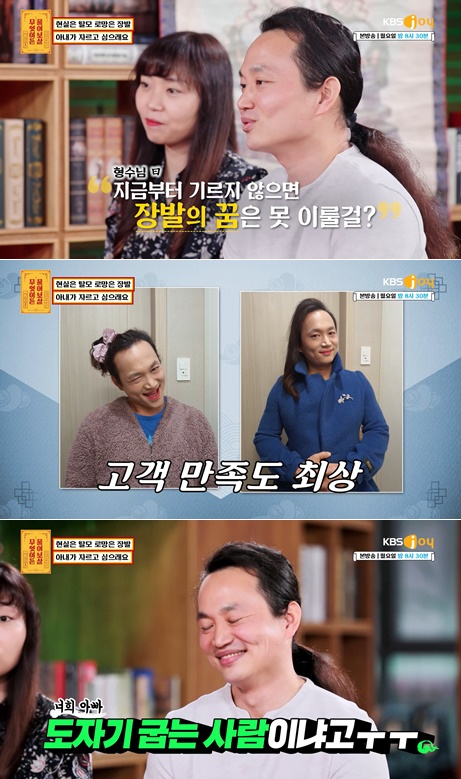 무엇이든
물어보살
현실은 탈모 로망은 장발
아내가 자르고 싶으래요
KBS joy
본방송 | 월요일 밤 8시 30분
형수님 曰
"지금부터 기르지 않으면
장발의 꿈은 못 이룰걸?"
무엇이든
물어보살
현실은 탈모 로망은 장발
아내가 자르고 싶으래요
KBS joy
본방송 | 월요일 밤 8시 30분
고객 만족도 최상
무엇이든
물어보살
현실은 탈모 로망은 장발
아내가 자르고 싶으래요
KBS joy
본방송 | 월요일 밤 8시 30분
너희 아빠
도자기 굽는 사람이냐고ㅜㅜ